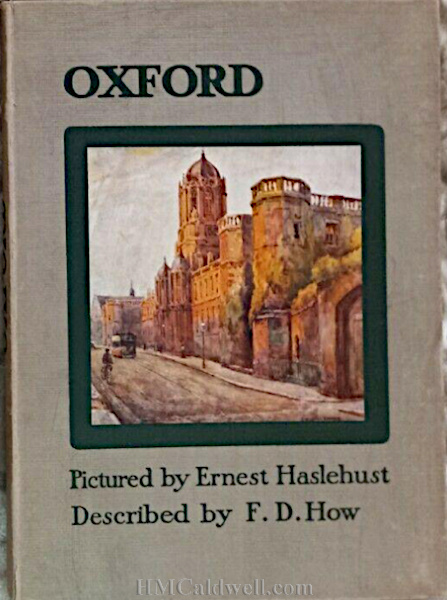 OXFORD
Pictured by Ernest Haslehust
Described by F. D. How
HMCaldwell.com